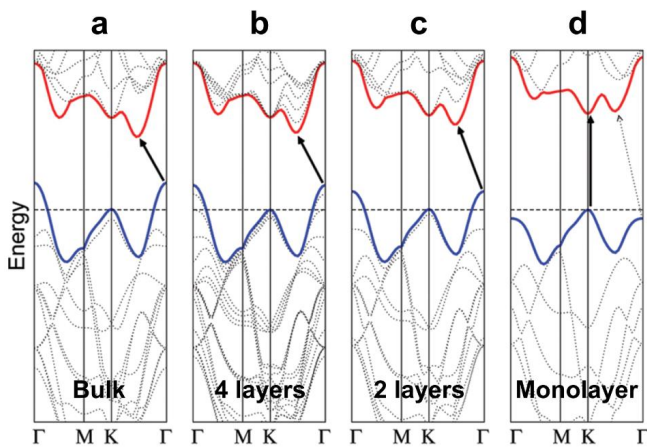 a b c d
Energy
Bulk 4 layers 2 layers Monolayer
Γ M K Γ Γ M K Γ Γ M K Γ Γ M K Γ